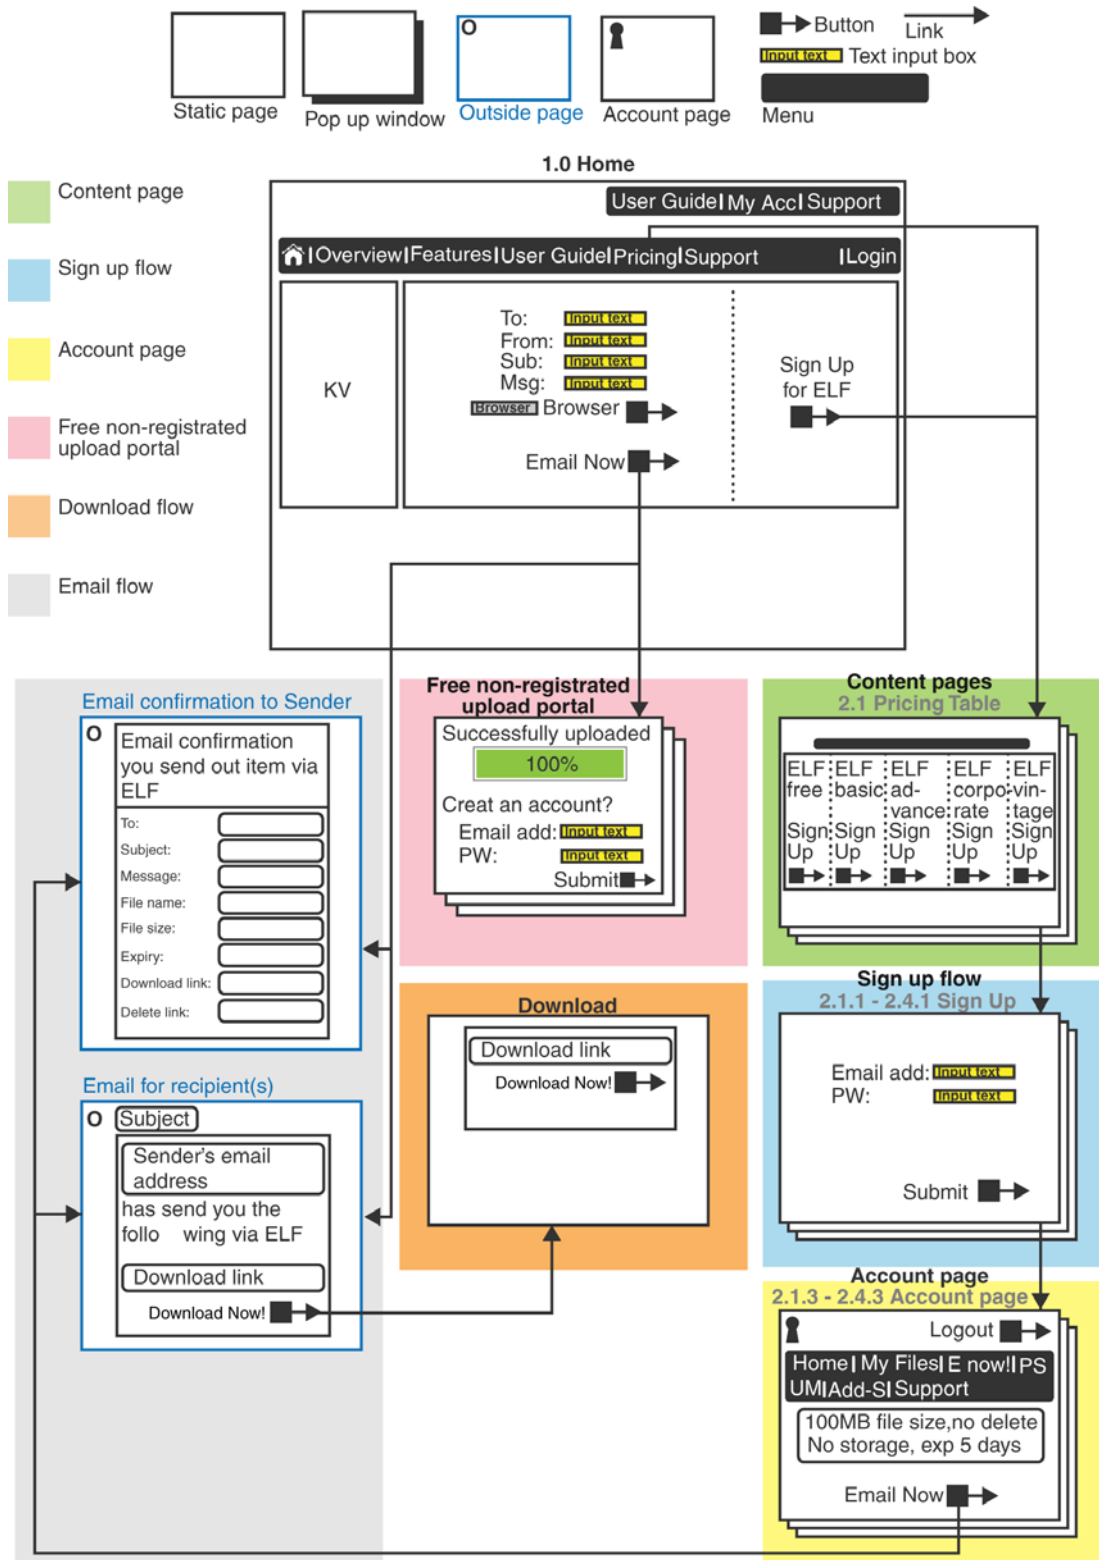 O
Button
Link
Input text Text input box
Static page
Pop up window
Outside page
Account page
Menu
1.0 Home
Content page
Sign up flow
Account page
Free non-registrated
upload portal
Download flow
Email flow
User Guide | My Acc | Support
| Overview | Features | User Guide | Pricing | Support | Login
KV
To: Input text
From: Input text
Sub: Input text
Msg: Input text
Browser Browser
Email Now
Sign Up
for ELF
Email confirmation to Sender
O
Email confirmation
you send out item via
ELF
To:
Subject:
Message:
File name:
File size:
Expiry:
Download link:
Delete link:
Email for recipient(s)
O
Subject
Sender's email
address
has send you the
follo wing via ELF
Download link
Download Now!
Free non-registrated
upload portal
Successfully uploaded
100%
Creat an account?
Email add: Input text
PW: Input text
Submit
Download
Download link
Download Now!
Content pages
2.1 Pricing Table
ELF
free
Sign
Up
ELF
basic
Sign
Up
ELF
ad-
vance
Sign
Up
ELF
corpo-
rate
Sign
Up
ELF
vin-
tage
Sign
Up
Sign up flow
2.1.1 - 2.4.1 Sign Up
Email add: Input text
PW: Input text
Submit
Account page
2.1.3 - 2.4.3 Account page
Logout
Home | My Files | E now! | PS
UM | Add-S | Support
100MB file size,no delete
No storage, exp 5 days
Email Now